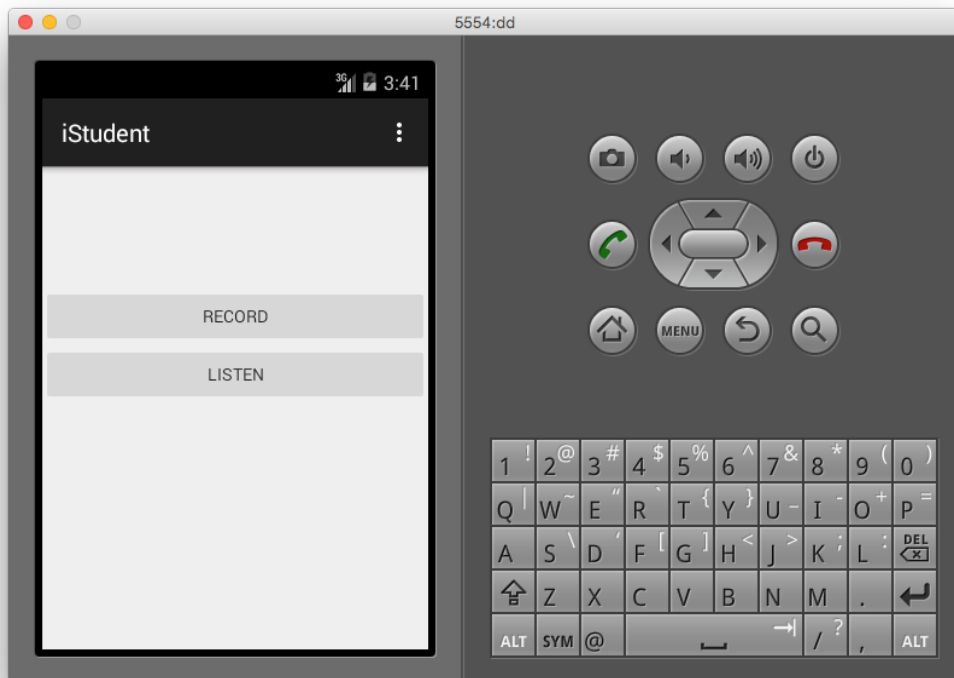 5554:dd
3G 3:41
iStudent
RECORD
LISTEN
MENU
1 ! 2 @ 3 # 4 $ 5 % 6 ^ 7 & 8 * 9 ( 0 )
Q | W ~ E “ R ` T { Y } U _ I - O + P =
A S \ D ‘ F [ G ] H < J > K ; L : DEL
Z X C V B N M .
ALT SYM @ / ? , ALT